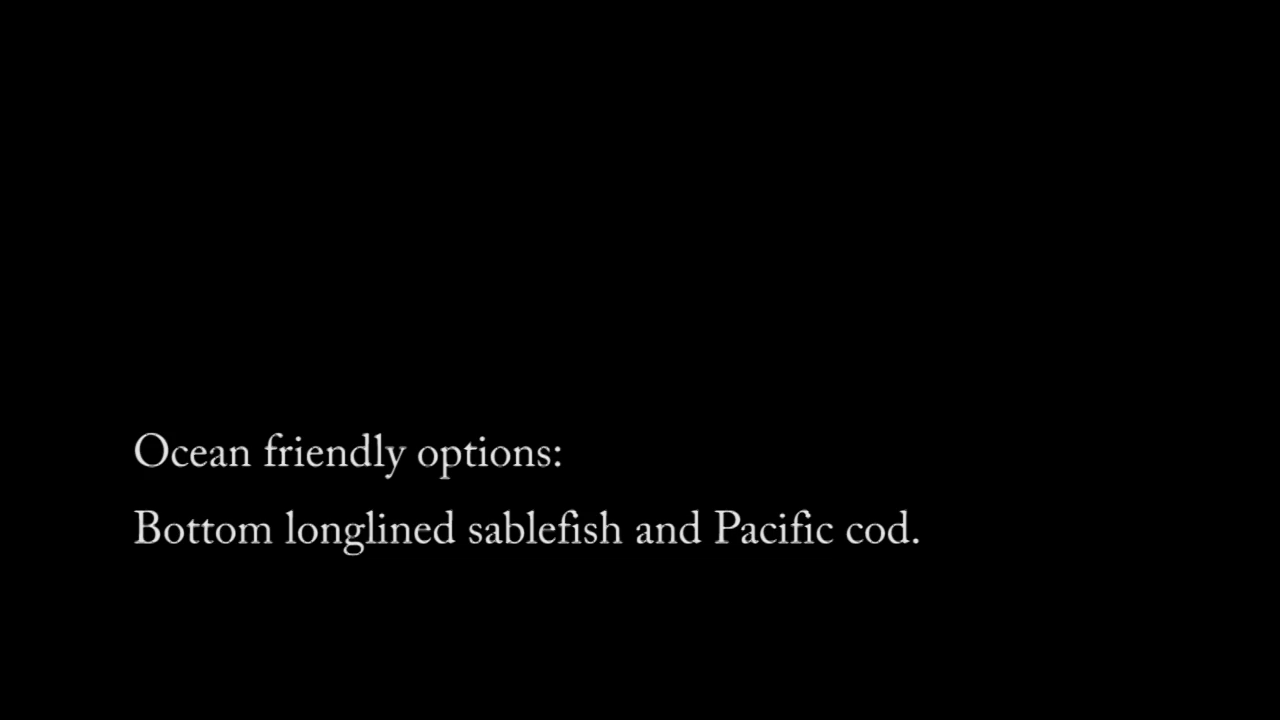 Ocean friendly options:
Bottom longlined sablefish and Pacific cod.